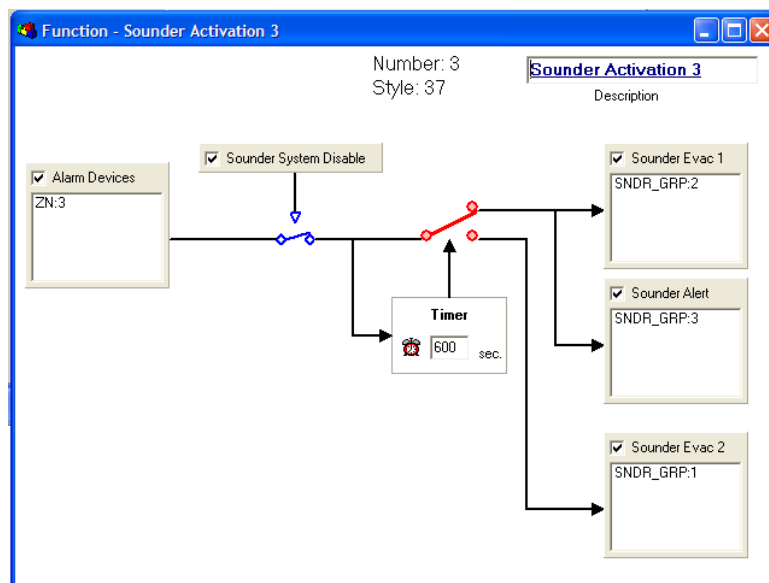 Function - Sounder Activation 3
Number: 3
Style: 37
Sounder Activation 3
Description
Sounder System Disable
Alarm Devices
ZN:3
Sounder Evac 1
SNDR_GRP:2
Timer
600 sec.
Sounder Alert
SNDR_GRP:3
Sounder Evac 2
SNDR_GRP:1